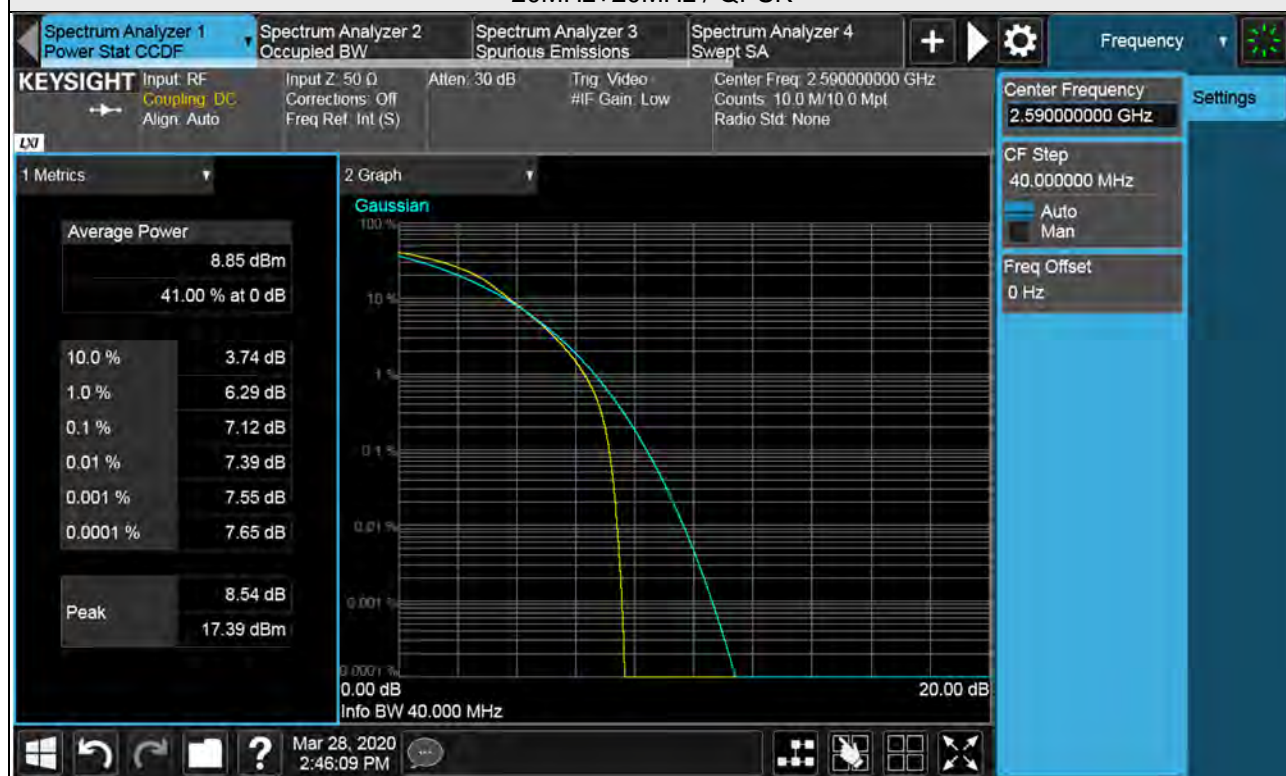 Spectrum Analyzer 1
Power Stat CCDF
Spectrum Analyzer 2
Occupied BW
Spectrum Analyzer 3
Spurious Emissions
Spectrum Analyzer 4
Swept SA
Frequency
KEYSIGHT
LXI
Input: RF
Coupling: DC
Align: Auto
Input Z: 50 Ω
Corrections: Off
Freq Ref: Int (S)
Atten: 30 dB
Trig: Video
#IF Gain: Low
Center Freq: 2.590000000 GHz
Counts: 10.0 M/10.0 Mpt
Radio Std: None
Center Frequency
2.590000000 GHz
Settings
CF Step
40.000000 MHz
Auto
Man
Freq Offset
0 Hz
1 Metrics
Average Power
8.85 dBm
41.00 % at 0 dB
10.0 % 3.74 dB
1.0 % 6.29 dB
0.1 % 7.12 dB
0.01 % 7.39 dB
0.001 % 7.55 dB
0.0001 % 7.65 dB
Peak
8.54 dB
17.39 dBm
2 Graph
Gaussian
100 %
10 %
1 %
0.1 %
0.01 %
0.001 %
0.0001 %
0.00 dB
20.00 dB
Info BW 40.000 MHz
?
Mar 28, 2020
2:46:09 PM